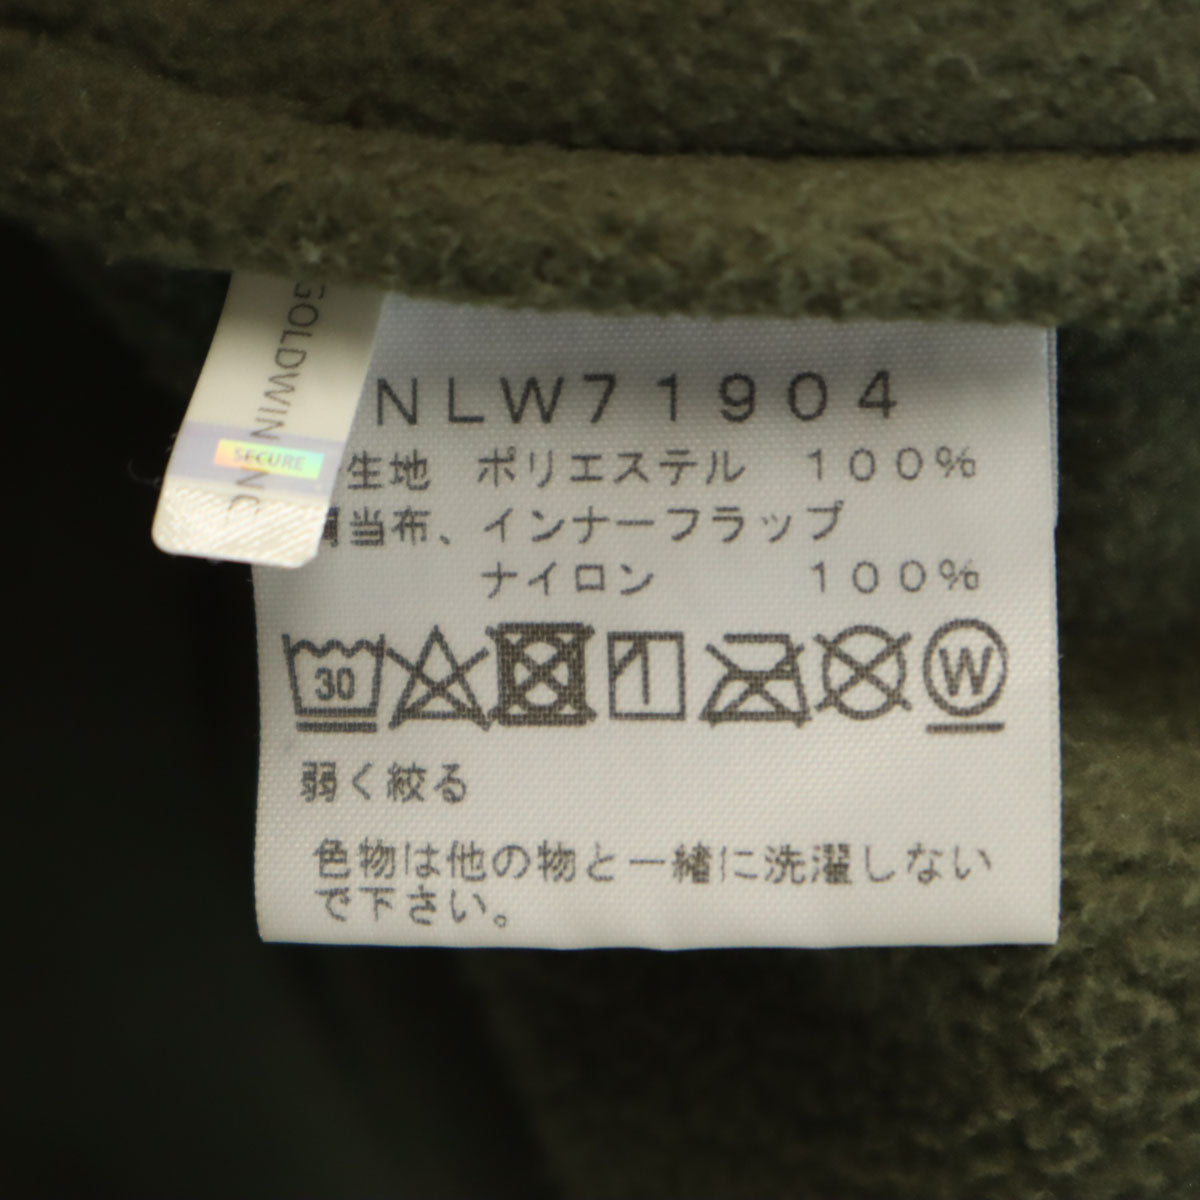 GOLDWIN INC
SECURE
NLW71904
生地 ポリエステル 100%
当布、インナーフラップ
ナイロン 100%
30
W
弱く絞る
色物は他の物と一緒に洗濯しない
で下さい。